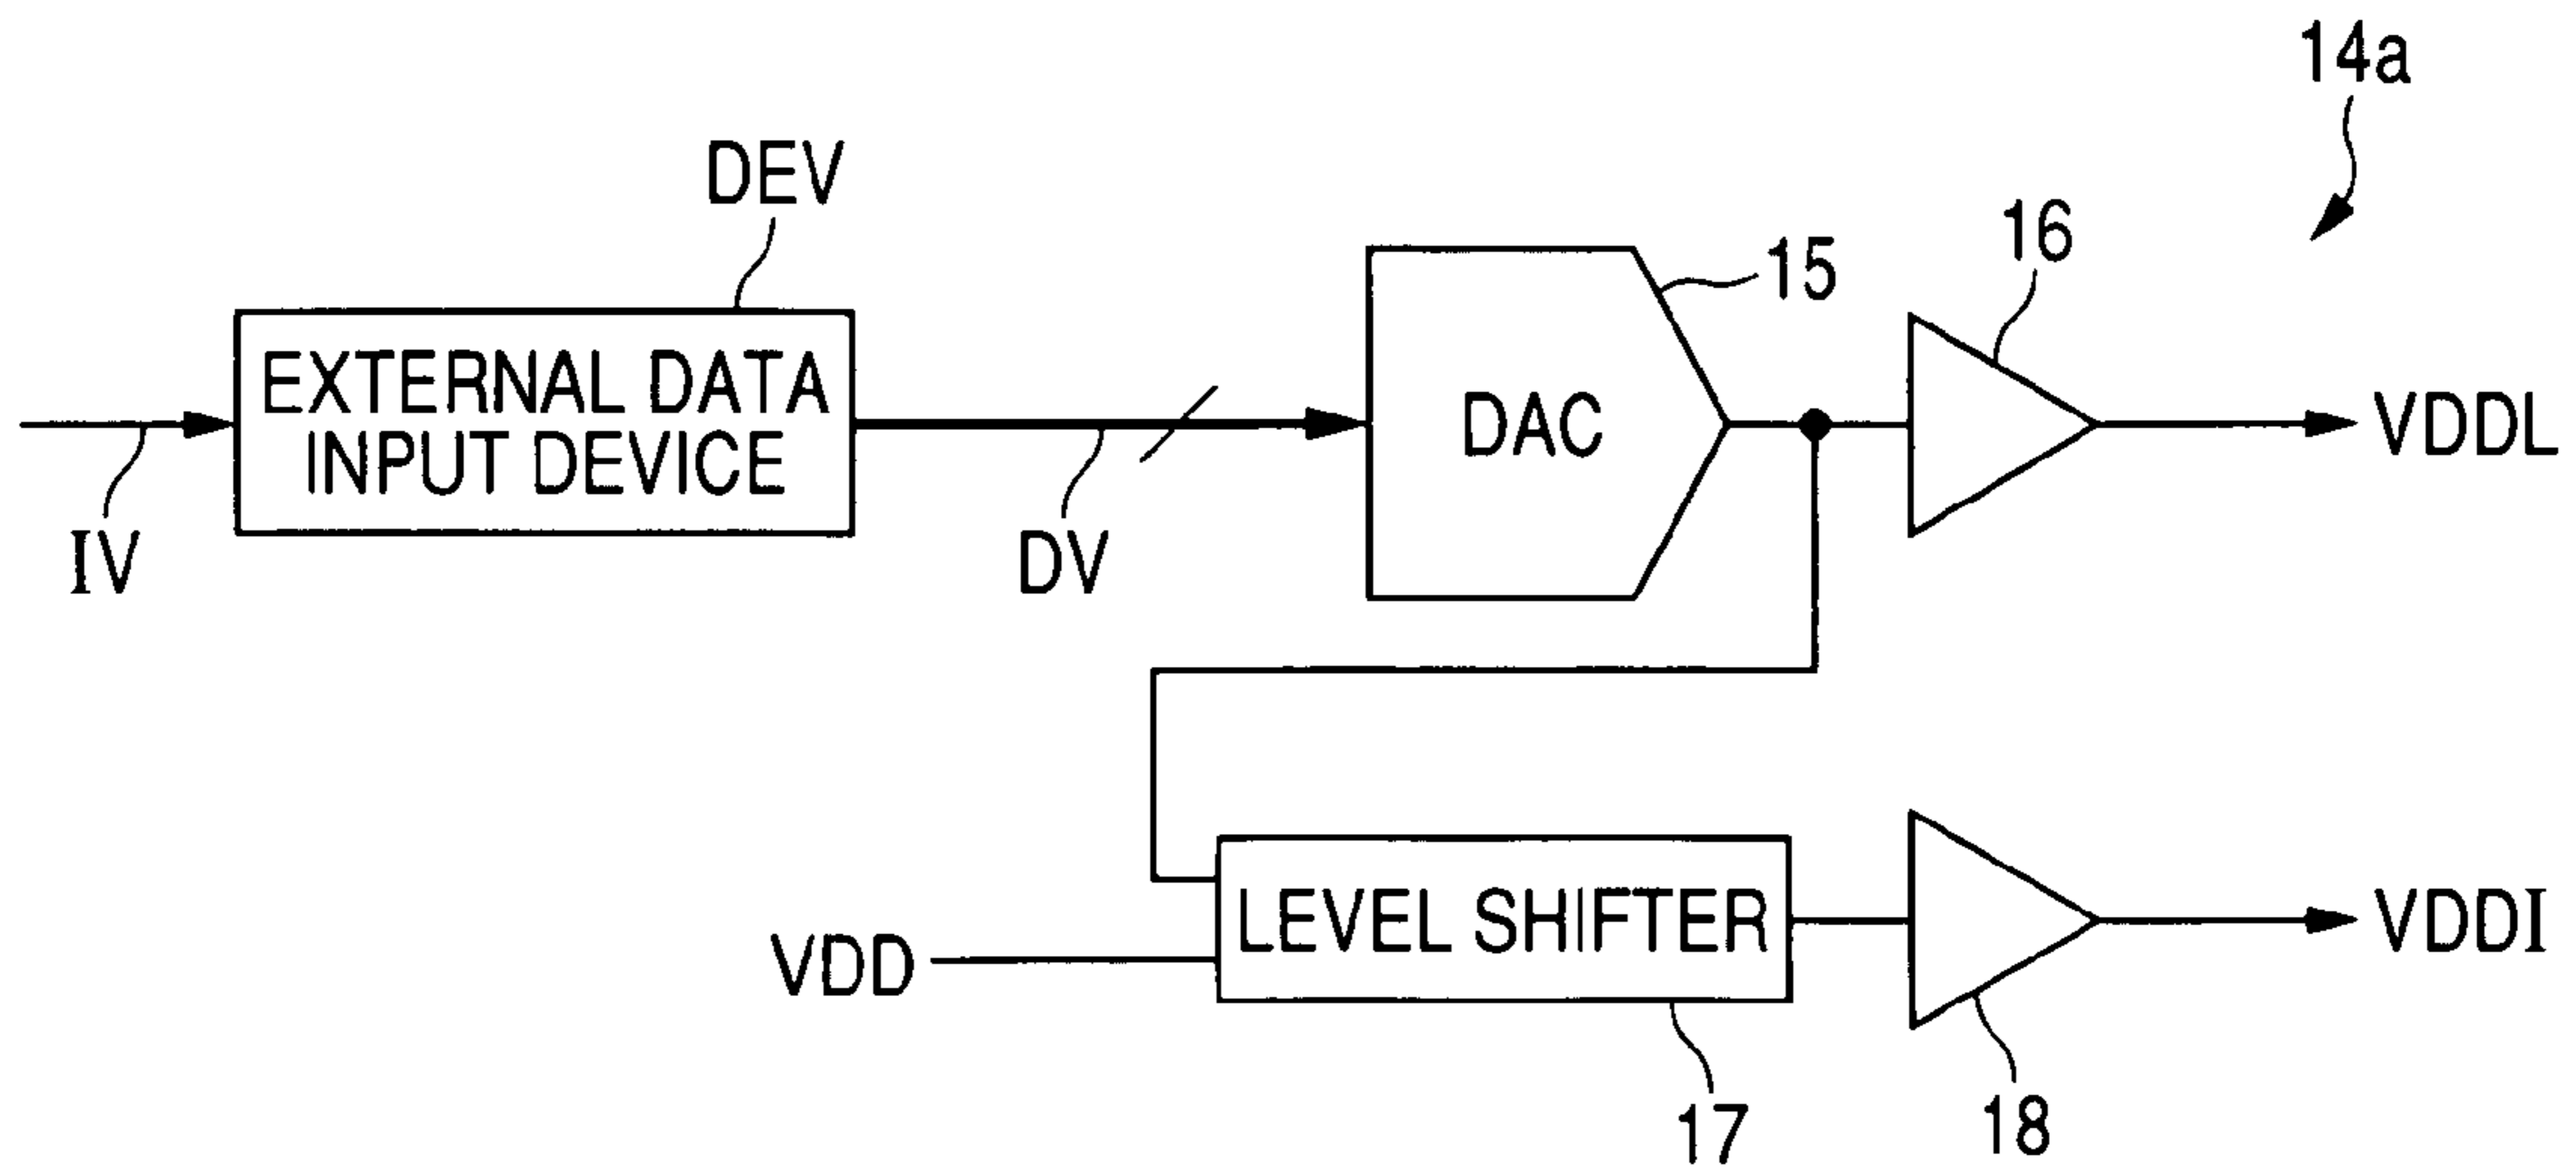 14a
DEV
16
15
EXTERNAL DATA
INPUT DEVICE
DAC
VDDL
IV
DV
LEVEL SHIFTER
VDDI
VDD
17
18